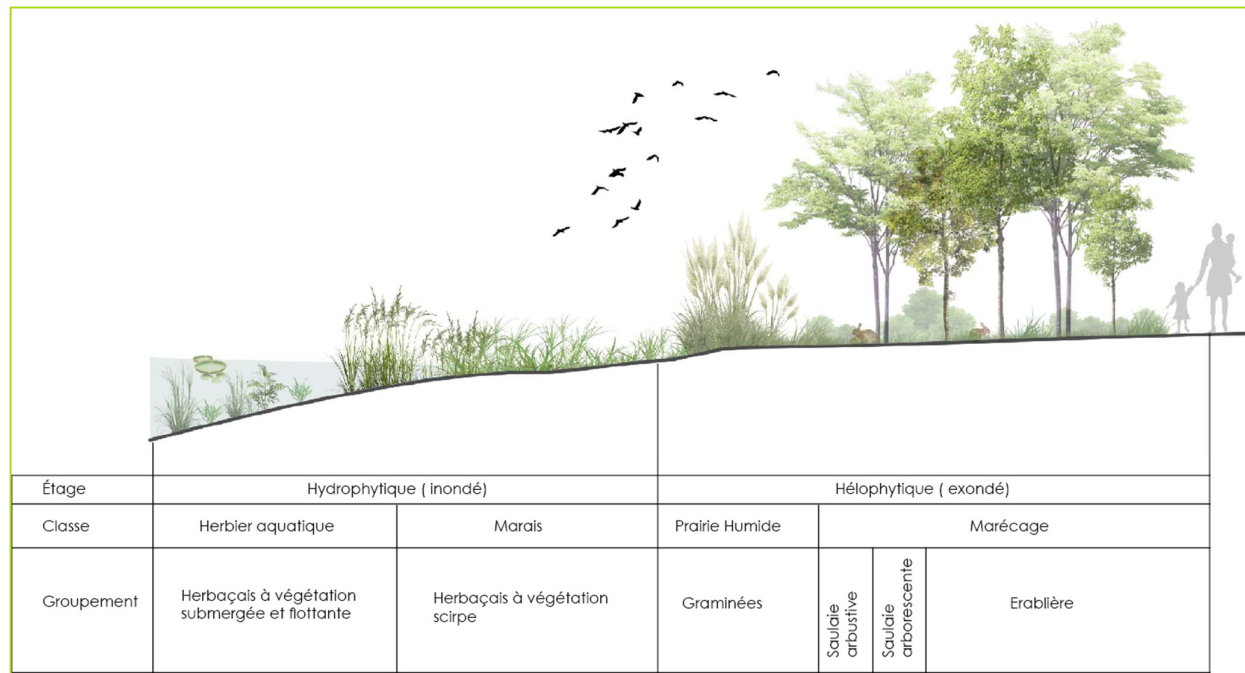 Étage
Hydrophytique ( inondé)
Hélophytique ( exondé)
Classe
Herbier aquatique
Marais
Prairie Humide
Marécage
Groupement
Herbaçais à végétation
submergée et flottante
Herbaçais à végétation
scirpe
Graminées
Saulaie
arbustive
Saulaie
arborescente
Erablière